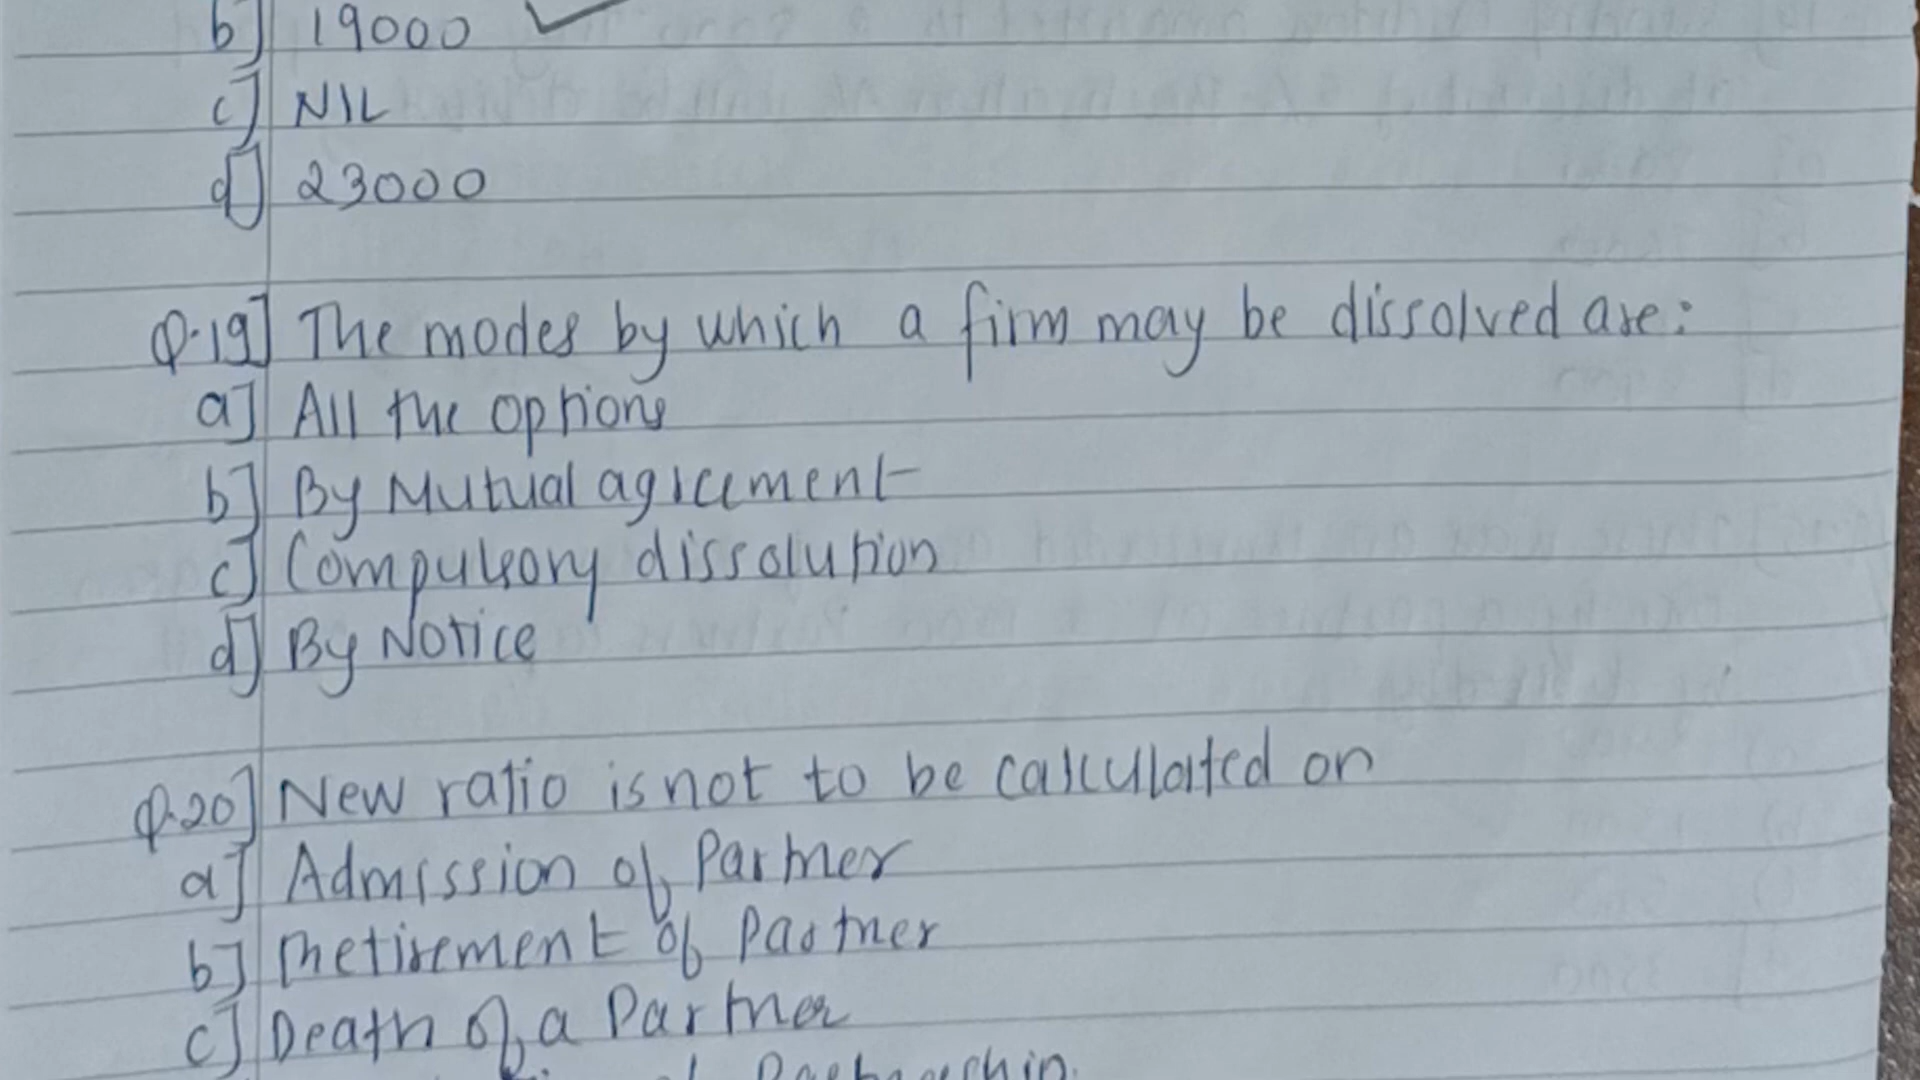 b] 19000
c] NIL
d] 23000
Q.19] The modes by which a firm may be dissolved are:
a] All the options
b] By Mutual agreement
c] Compulsory dissolution
d] By Notice
Q.20] New ratio is not to be calculated on
a] Admission of Partner
b] Retirement of Partner
c] Death of a Partner
Partnership.